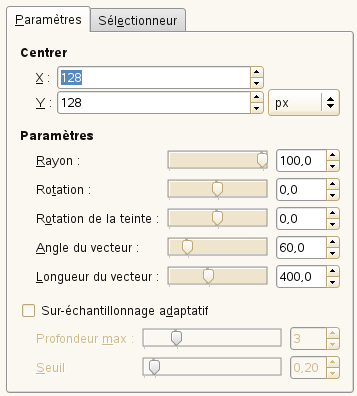 Paramètres Sélectionneur
Centrer
X : 128
Y : 128 px
Paramètres
Rayon : 100,0
Rotation : 0,0
Rotation de la teinte : 0,0
Angle du vecteur : 60,0
Longueur du vecteur : 400,0
Sur-échantillonnage adaptatif
Profondeur max : 3
Seuil 0,20